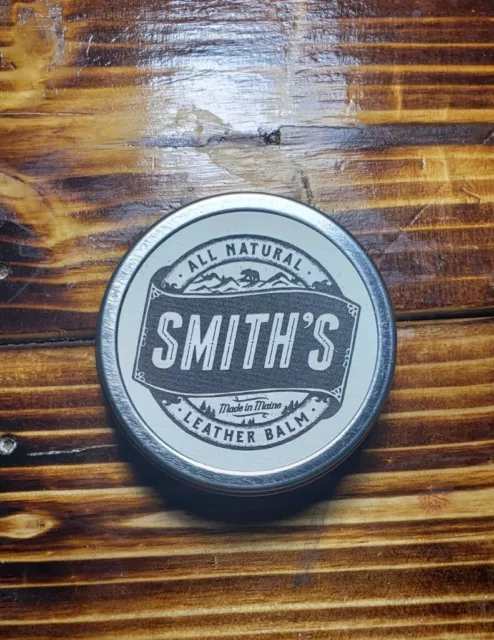 · ALL NATURAL ·
SMITH'S
Made in Maine
· LEATHER BALM ·